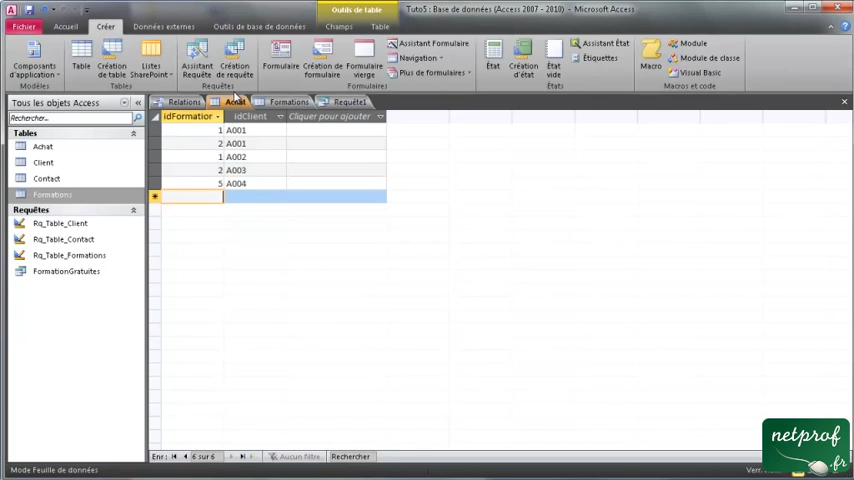 Outils de table
Tuto5 : Base de données (Access 2007 - 2010) - Microsoft Access
Fichier Accueil Créer Données externes Outils de base de données Champs Table
Composants d'application
Modèles
Table
Création de table
Listes SharePoint
Tables
Assistant Requête
Création de requête
Requêtes
Formulaire
Création de formulaire
Formulaire vierge
Assistant Formulaire
Navigation
Plus de formulaires
Formulaires
État
Création d'état
État vide
Assistant État
Étiquettes
États
Macro
Module
Module de classe
Visual Basic
Macros et code
Tous les objets Access
Rechercher...
Tables
Achat
Client
Contact
Formations
Requêtes
Rq_Table_Client
Rq_Table_Contact
Rq_Table_Formations
FormationGratuites
Relations Achat Formations Requête1
idFormation idClient Cliquer pour ajouter
1 A001
2 A001
1 A002
2 A003
5 A004
Enr : 6 sur 6 Aucun filtre Rechercher
Mode Feuille de données
netprof
.fr